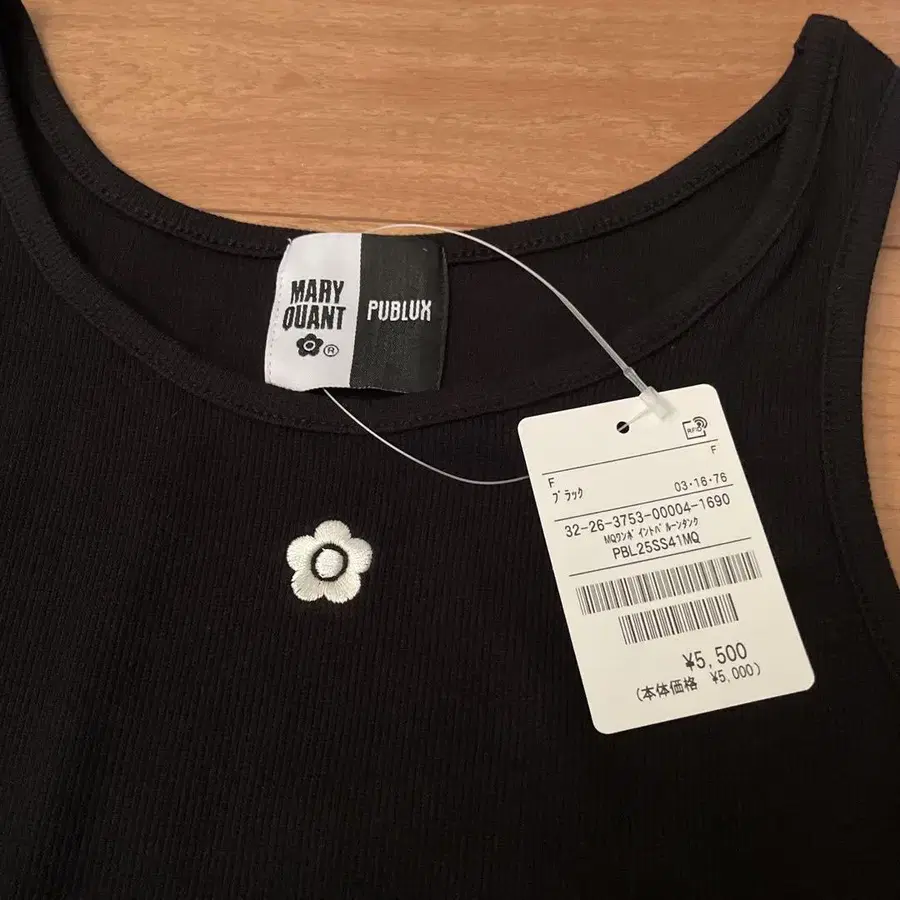 MARY
QUANT
®
PUBLUX
RFID
F
F
ブラック
03・16・76
32-26-3753-00004-1690
MQワンポイントバルーンタンク
PBL25SS41MQ
¥5,500
(本体価格 ¥5,000)